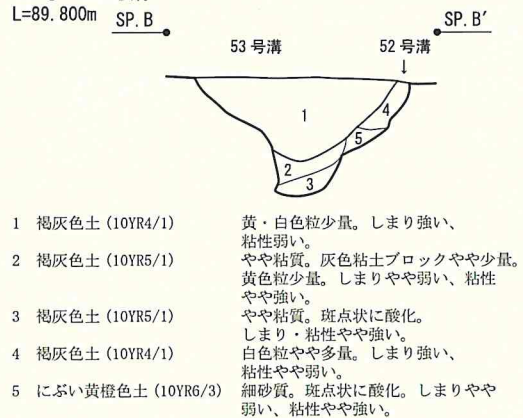 L=89.800m SP. B SP. B′
53 号溝 52 号溝
↓
1
4
5
2
3
1 褐灰色土 (10YR4/1) 黄・白色粒少量。しまり強い、
粘性弱い。
2 褐灰色土 (10YR5/1) やや粘質。灰色粘土ブロックやや少量。
黄色粒少量。しまりやや弱い、粘性
やや強い。
3 褐灰色土 (10YR5/1) やや粘質。斑点状に酸化。
しまり・粘性やや強い。
4 褐灰色土 (10YR4/1) 白色粒やや多量。しまり強い、
粘性やや弱い。
5 にぶい黄橙色土 (10YR6/3) 細砂質。斑点状に酸化。しまりやや
弱い、粘性やや強い。